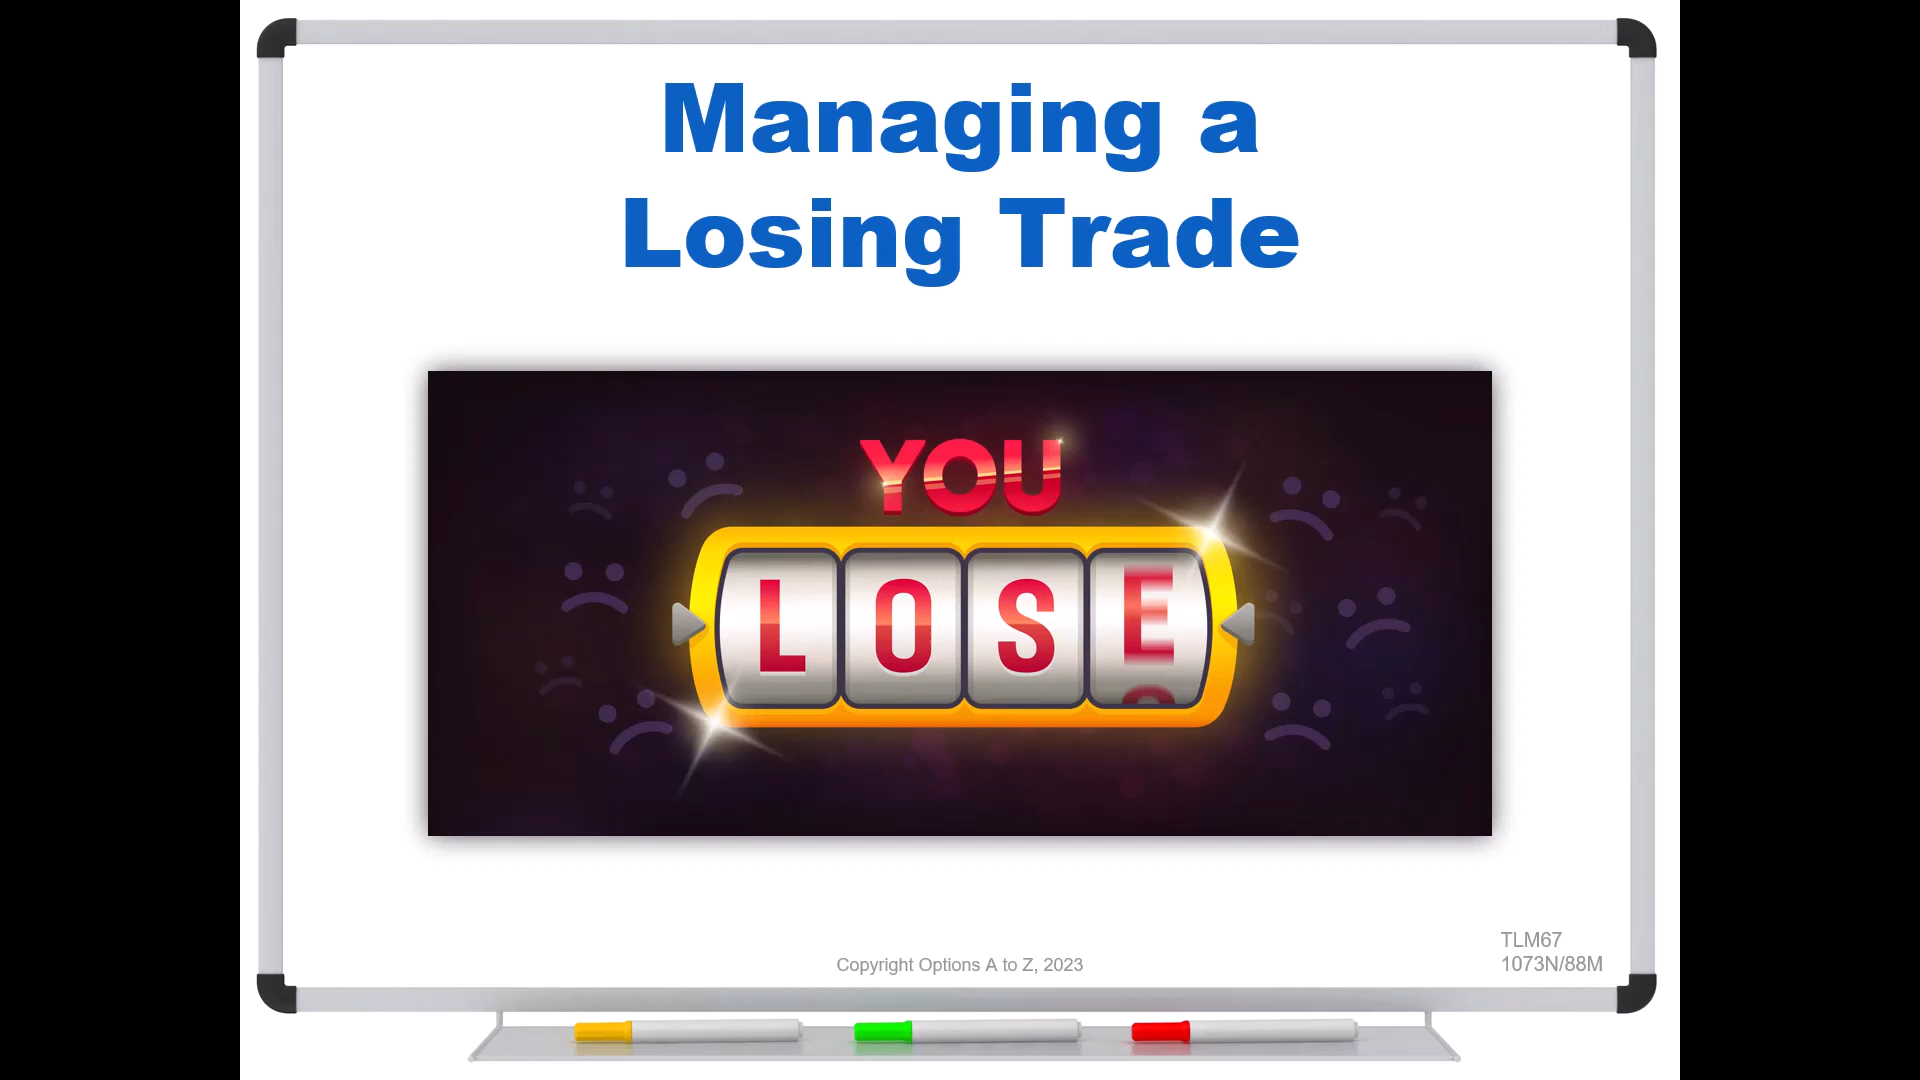 Managing a
Losing Trade
YOU
LOSE
Copyright Options A to Z, 2023
TLM67
1073N/88M